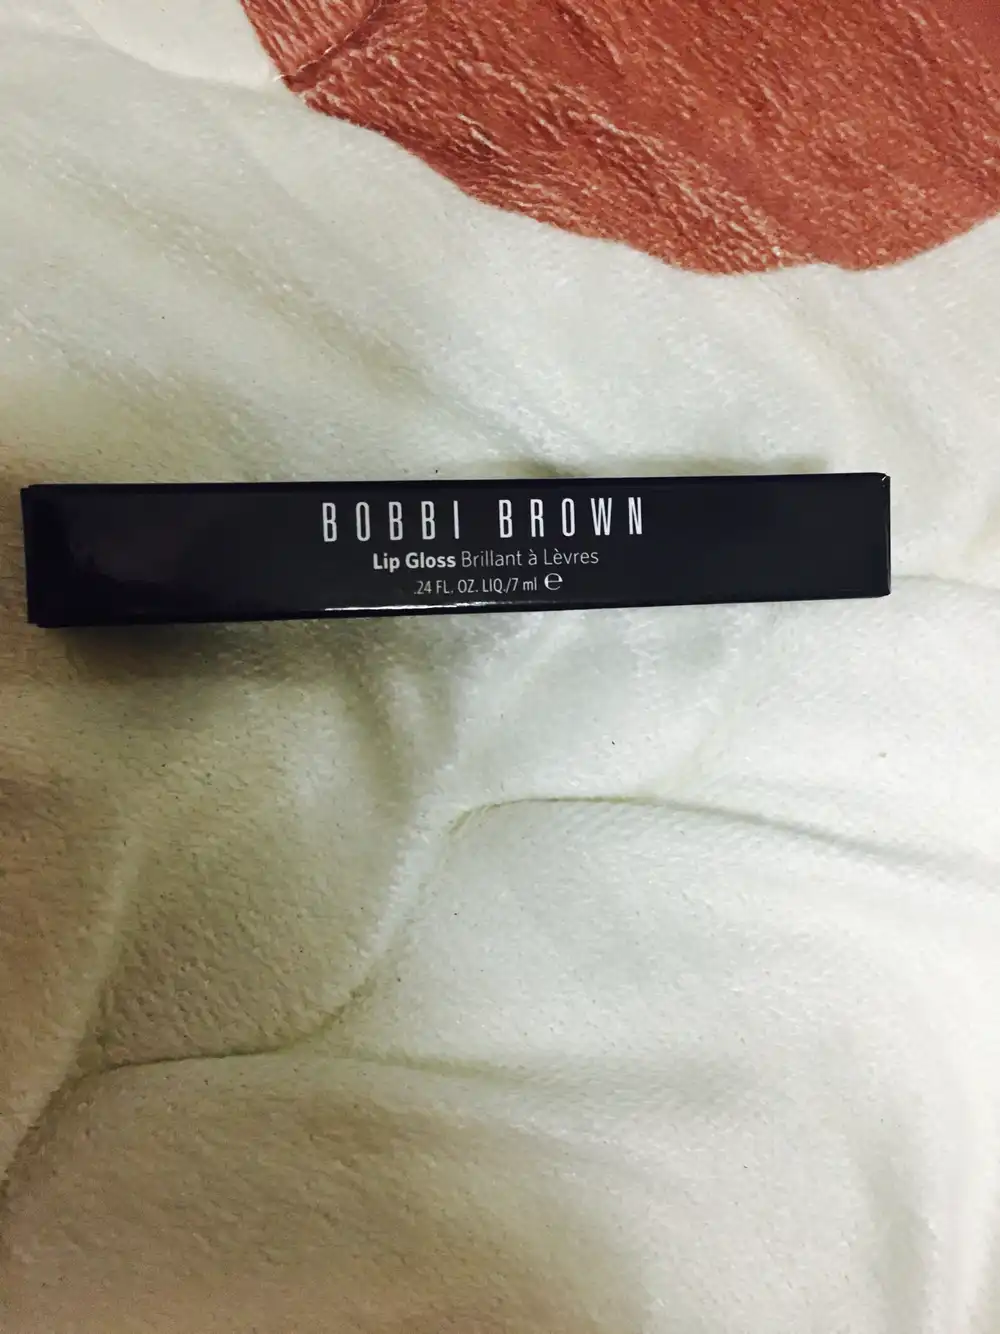 BOBBI BROWN
Lip Gloss Brillant à Lèvres
.24 FL. OZ. LIQ./7 ml ℮